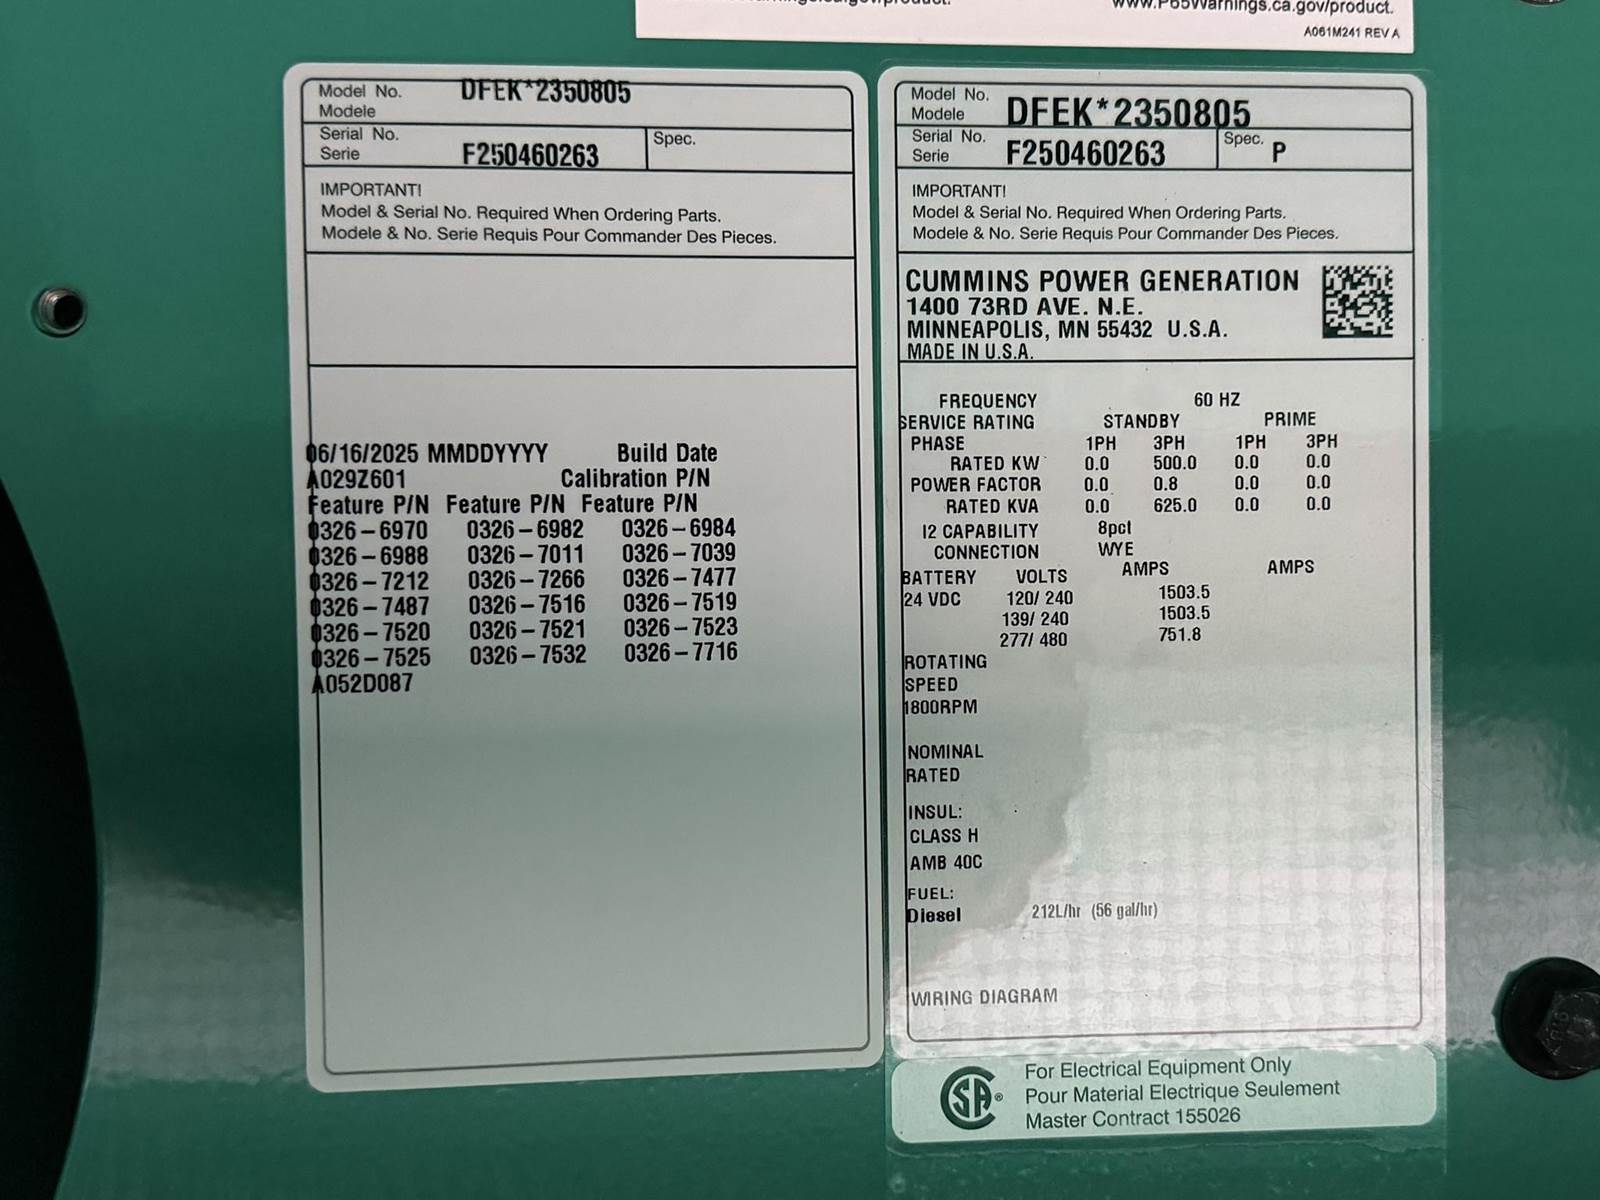 www.P65Warnings.ca.gov/product.
A061M241 REV A
Model No. DFEK*2350805
Modele
Serial No. Spec.
Serie F250460263
IMPORTANT!
Model & Serial No. Required When Ordering Parts.
Modele & No. Serie Requis Pour Commander Des Pieces.
06/16/2025 MMDDYYYY Build Date
A029Z601 Calibration P/N
Feature P/N Feature P/N Feature P/N
0326-6970 0326-6982 0326-6984
0326-6988 0326-7011 0326-7039
0326-7212 0326-7266 0326-7477
0326-7487 0326-7516 0326-7519
0326-7520 0326-7521 0326-7523
0326-7525 0326-7532 0326-7716
A052D087
Model No.
Modele DFEK*2350805
Serial No. Spec. P
Serie F250460263
IMPORTANT!
Model & Serial No. Required When Ordering Parts.
Modele & No. Serie Requis Pour Commander Des Pieces.
CUMMINS POWER GENERATION
1400 73RD AVE. N.E.
MINNEAPOLIS, MN 55432 U.S.A.
MADE IN U.S.A.
FREQUENCY 60 HZ
SERVICE RATING STANDBY PRIME
PHASE 1PH 3PH 1PH 3PH
RATED KW 0.0 500.0 0.0 0.0
POWER FACTOR 0.0 0.8 0.0 0.0
RATED KVA 0.0 625.0 0.0 0.0
I2 CAPABILITY 8pct
CONNECTION WYE
BATTERY VOLTS AMPS AMPS
24 VDC 120/ 240 1503.5
139/ 240 1503.5
277/ 480 751.8
ROTATING
SPEED
1800RPM
NOMINAL
RATED
INSUL:
CLASS H
AMB 40C
FUEL:
Diesel 212L/hr (56 gal/hr)
WIRING DIAGRAM
For Electrical Equipment Only
Pour Material Electrique Seulement
Master Contract 155026